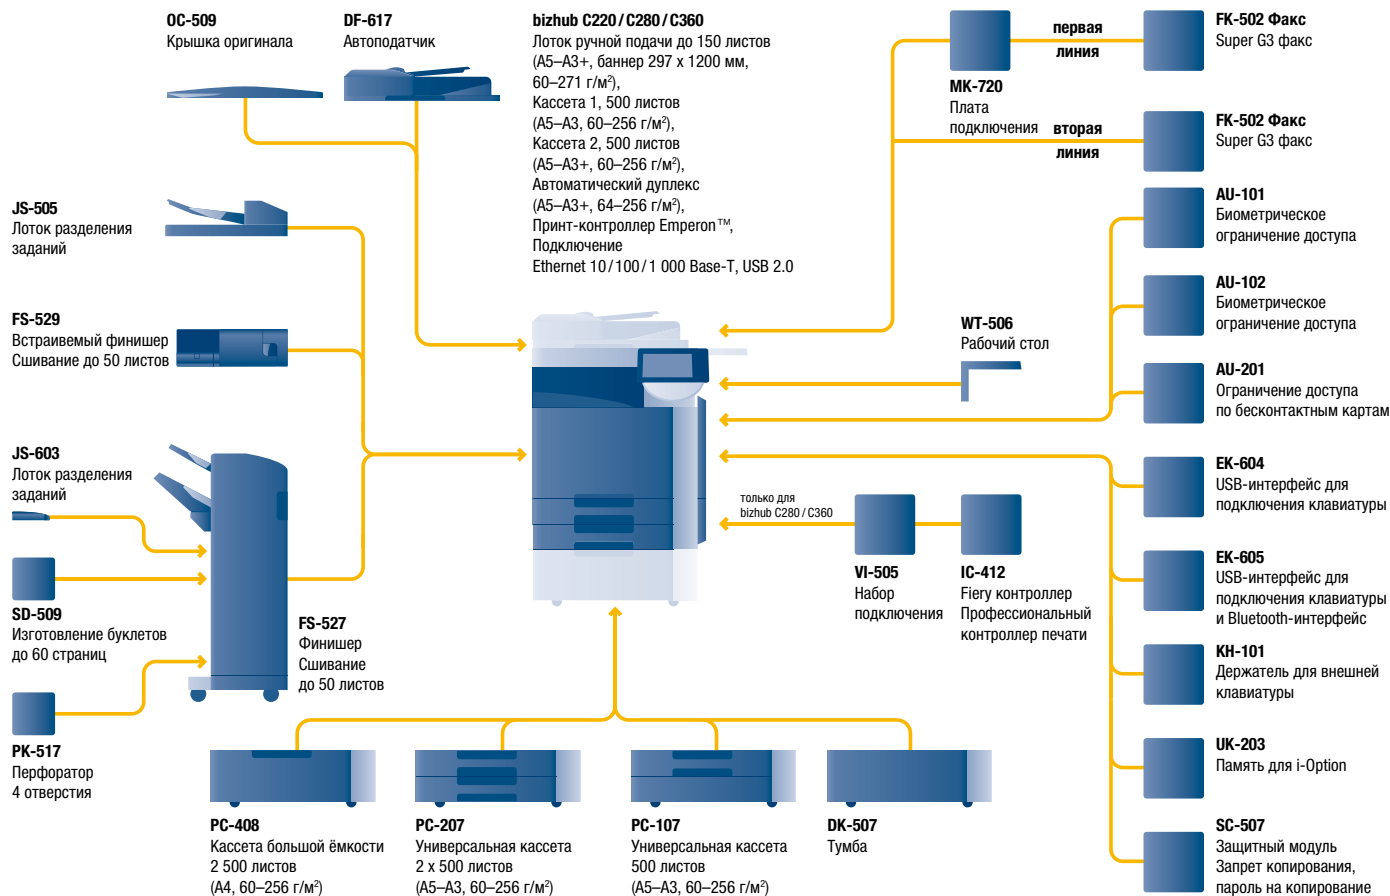 OC-509
Крышка оригинала
DF-617
Автоподатчик
bizhub C220 / C280 / C360
Лоток ручной подачи до 150 листов
(A5–A3+, баннер 297 x 1200 мм,
60–271 г/м²),
Кассета 1, 500 листов
(A5–A3, 60–256 г/м²),
Кассета 2, 500 листов
(A5–A3+, 60–256 г/м²),
Автоматический дуплекс
(A5–A3+, 64–256 г/м²),
Принт-контроллер Emperon™,
Подключение
Ethernet 10 / 100 / 1 000 Base-T, USB 2.0
MK-720
Плата
подключения
первая
линия
вторая
линия
FK-502 Факс
Super G3 факс
FK-502 Факс
Super G3 факс
AU-101
Биометрическое
ограничение доступа
AU-102
Биометрическое
ограничение доступа
AU-201
Ограничение доступа
по бесконтактным картам
JS-505
Лоток разделения
заданий
FS-529
Встраиваемый финишер
Сшивание до 50 листов
JS-603
Лоток разделения
заданий
SD-509
Изготовление буклетов
до 60 страниц
PK-517
Перфоратор
4 отверстия
FS-527
Финишер
Сшивание
до 50 листов
WT-506
Рабочий стол
только для
bizhub C280 / C360
VI-505
Набор
подключения
IC-412
Fiery контроллер
Профессиональный
контроллер печати
EK-604
USB-интерфейс для
подключения клавиатуры
EK-605
USB-интерфейс для
подключения клавиатуры
и Bluetooth-интерфейс
KH-101
Держатель для внешней
клавиатуры
UK-203
Память для i-Option
SC-507
Защитный модуль
Запрет копирования,
пароль на копирование
PC-408
Кассета большой ёмкости
2 500 листов
(A4, 60–256 г/м²)
PC-207
Универсальная кассета
2 x 500 листов
(A5–A3, 60–256 г/м²)
PC-107
Универсальная кассета
500 листов
(A5–A3, 60–256 г/м²)
DK-507
Тумба